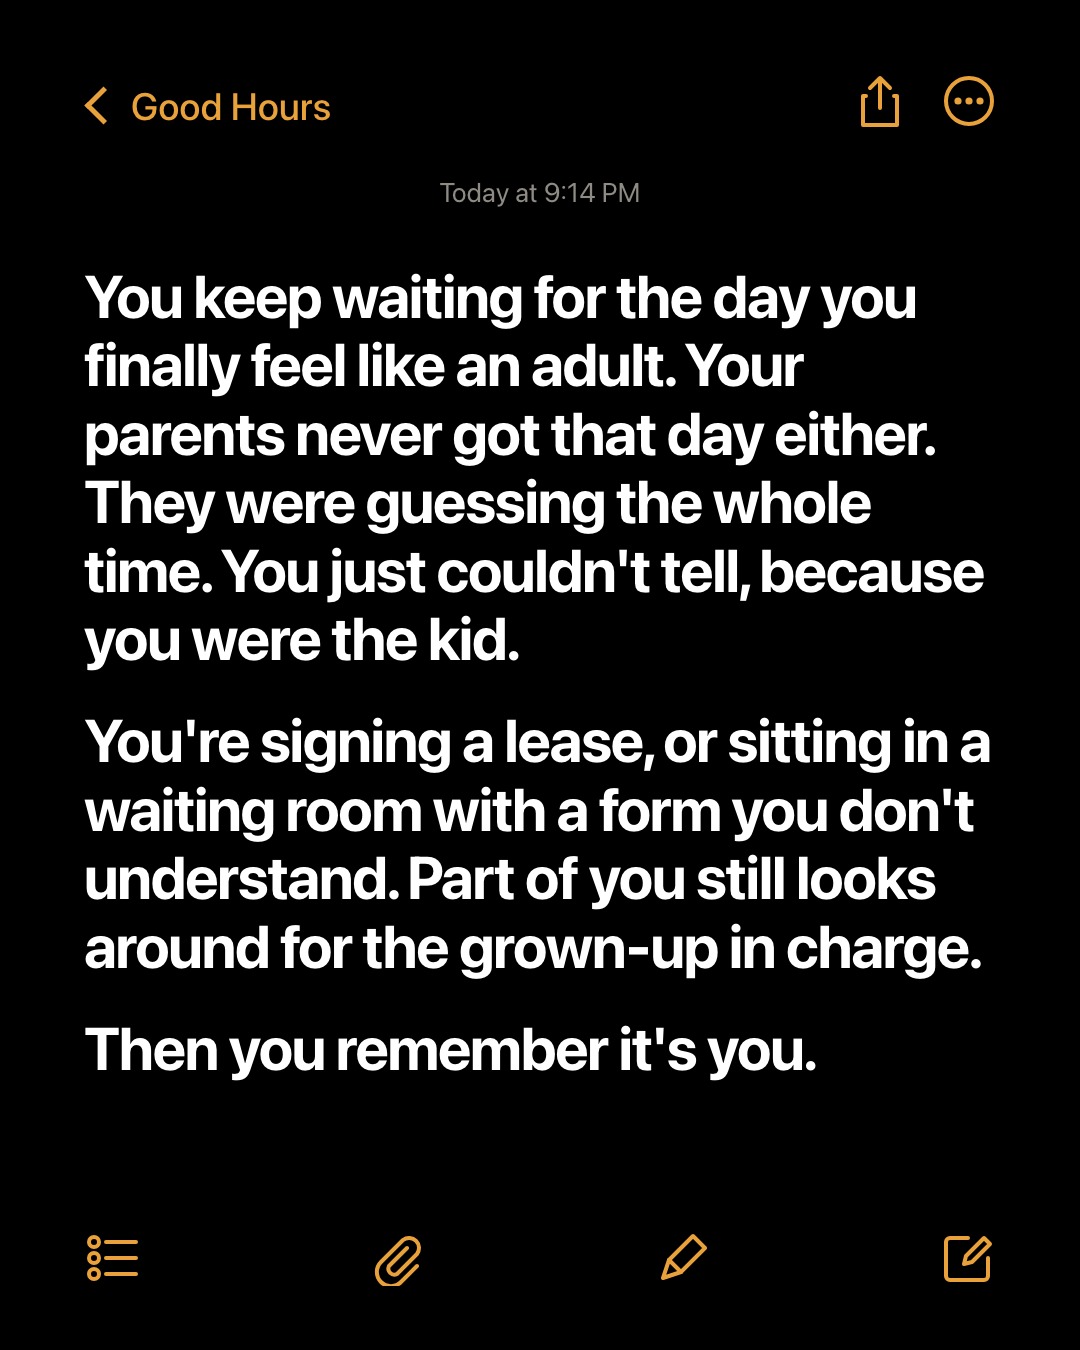 Good Hours
Today at 9:14 PM
You keep waiting for the day you
finally feel like an adult. Your
parents never got that day either.
They were guessing the whole
time. You just couldn't tell, because
you were the kid.
You're signing a lease, or sitting in a
waiting room with a form you don't
understand. Part of you still looks
around for the grown-up in charge.
Then you remember it's you.